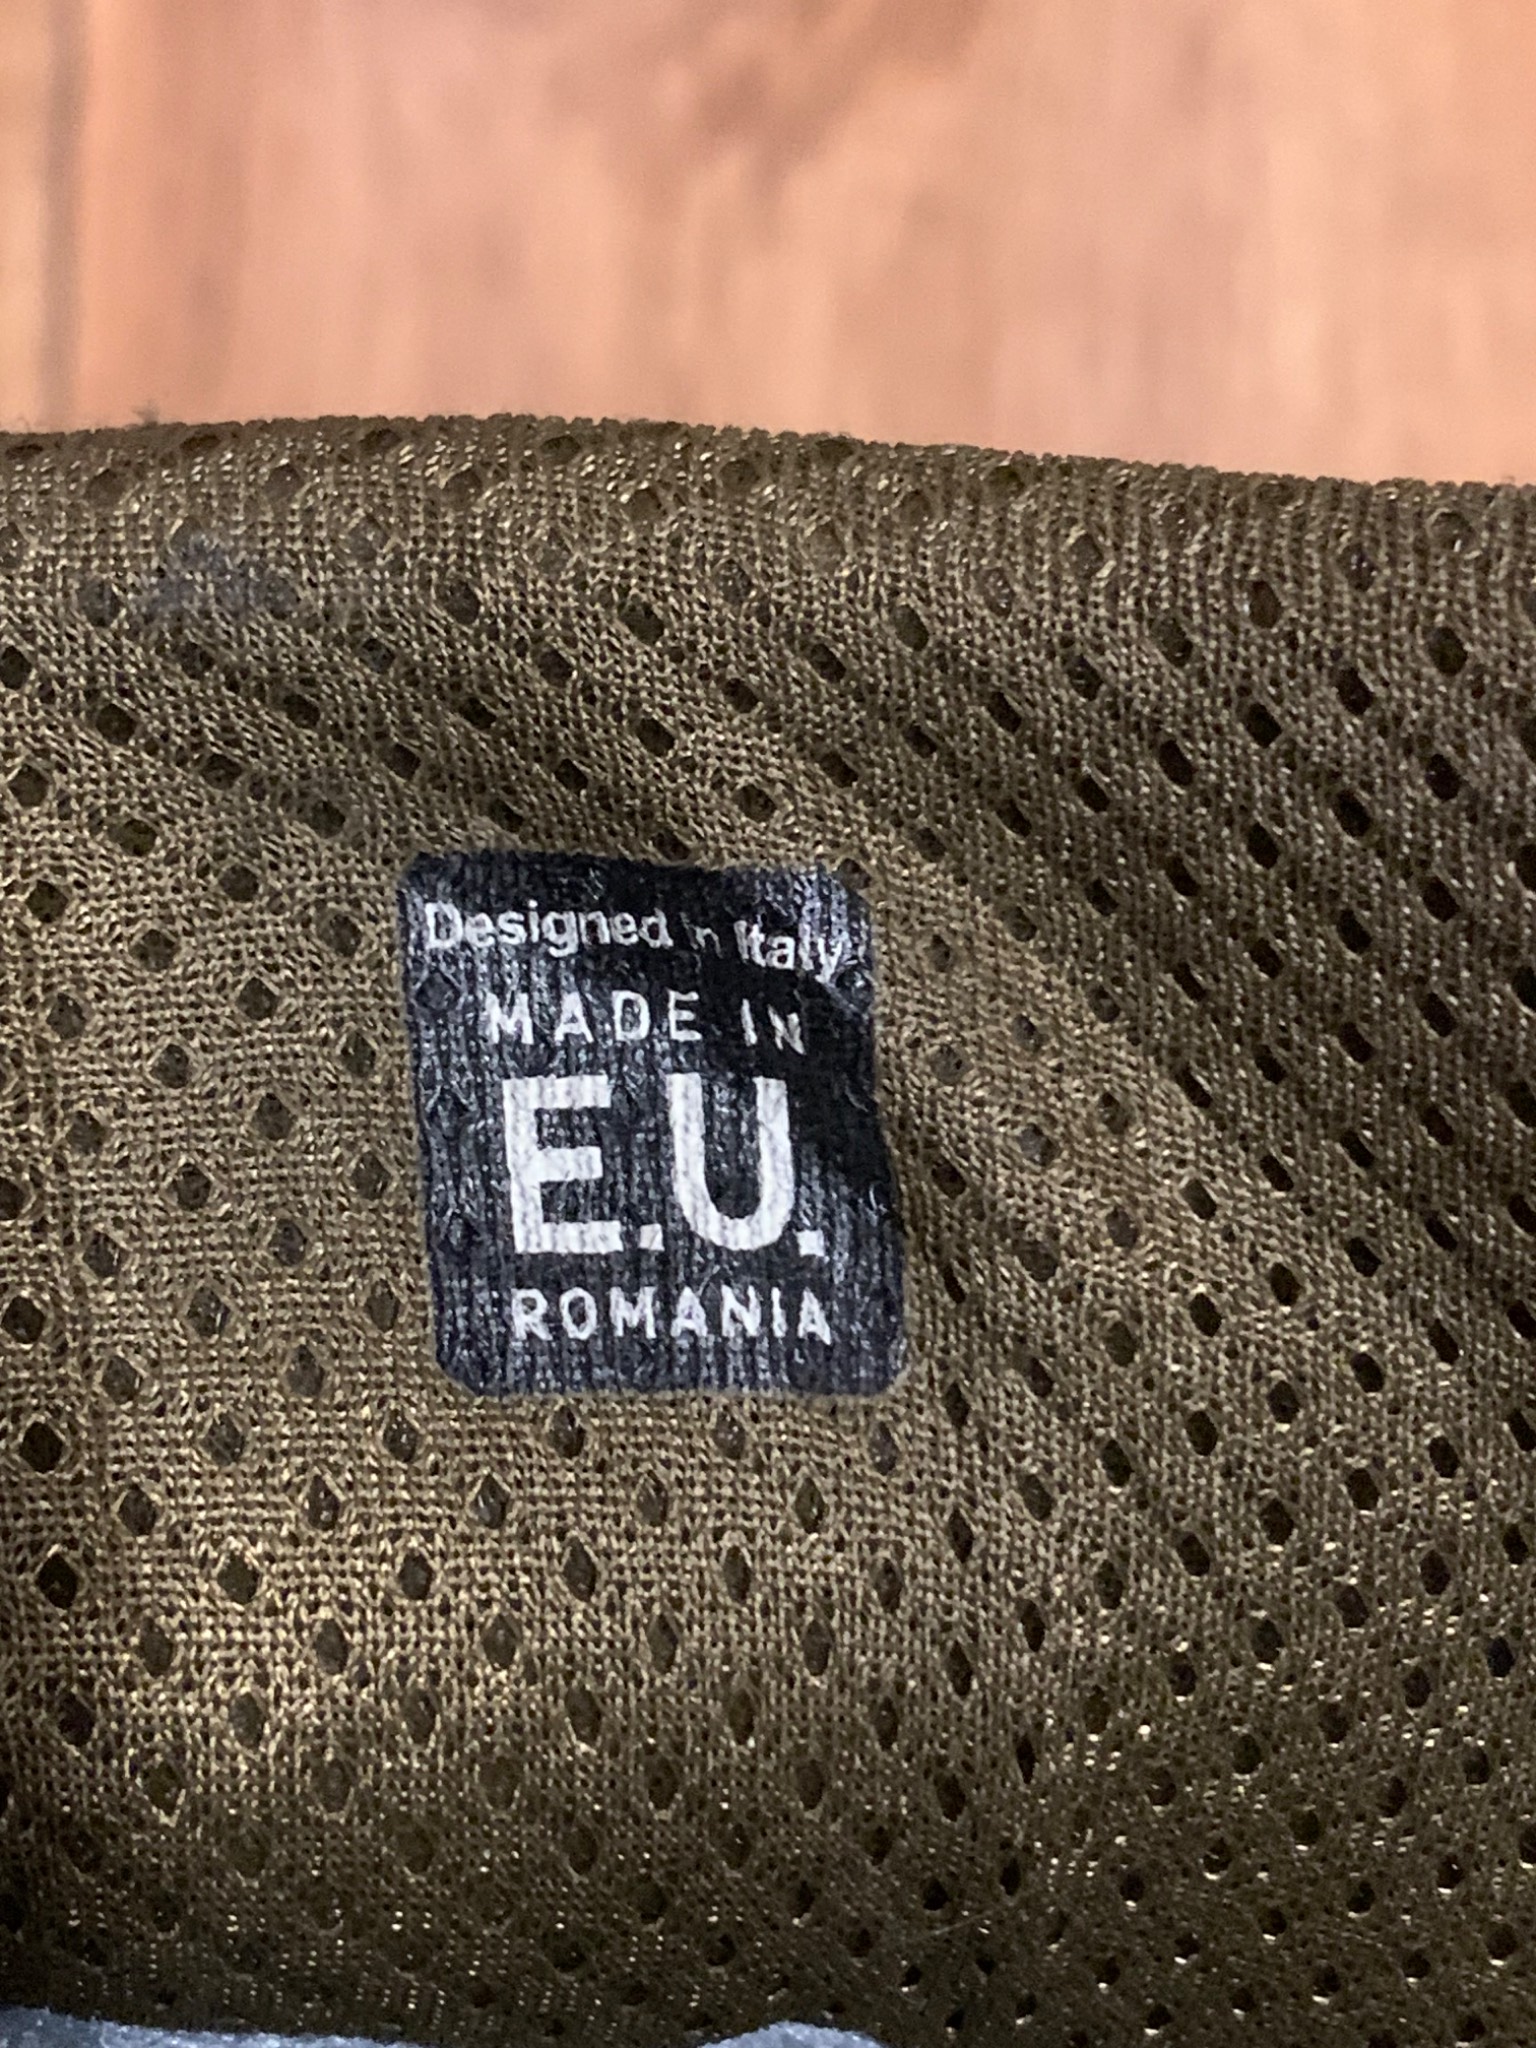 Designed in Italy
MADE IN
E.U.
ROMANIA